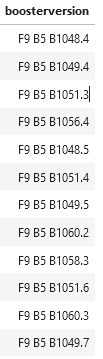 boosterversion
F9 B5 B1048.4
F9 B5 B1049.4
F9 B5 B1051.3
F9 B5 B1056.4
F9 B5 B1048.5
F9 B5 B1051.4
F9 B5 B1049.5
F9 B5 B1060.2
F9 B5 B1058.3
F9 B5 B1051.6
F9 B5 B1060.3
F9 B5 B1049.7